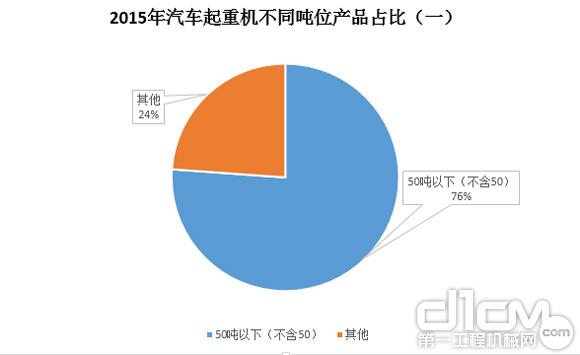 2015年汽车起重机不同吨位产品占比（一）
其他
24%
50吨以下（不含50）
76%
50吨以下（不含50） 其他
d1cm.com
第一工程机械网